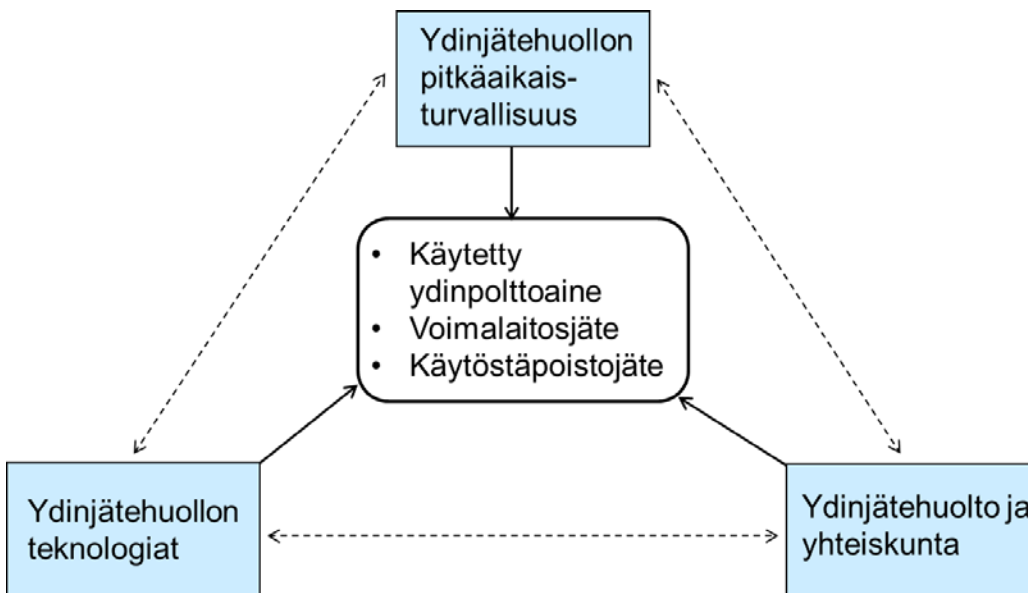 Ydinjätehuollon
pitkäaikais-
turvallisuus
• Käytetty
ydinpolttoaine
• Voimalaitosjäte
• Käytöstäpoistojäte
Ydinjätehuollon
teknologiat
Ydinjätehuolto ja
yhteiskunta